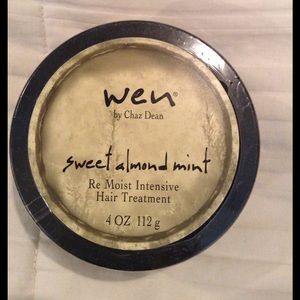 wen®
by Chaz Dean
sweet almond mint
Re Moist Intensive
Hair Treatment
4 OZ 112 g